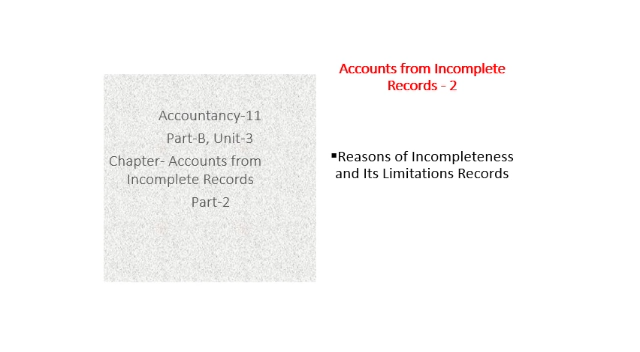 Accountancy-11
Part-B, Unit-3
Chapter- Accounts from
Incomplete Records
Part-2
Accounts from Incomplete
Records - 2
▪Reasons of Incompleteness
and Its Limitations Records